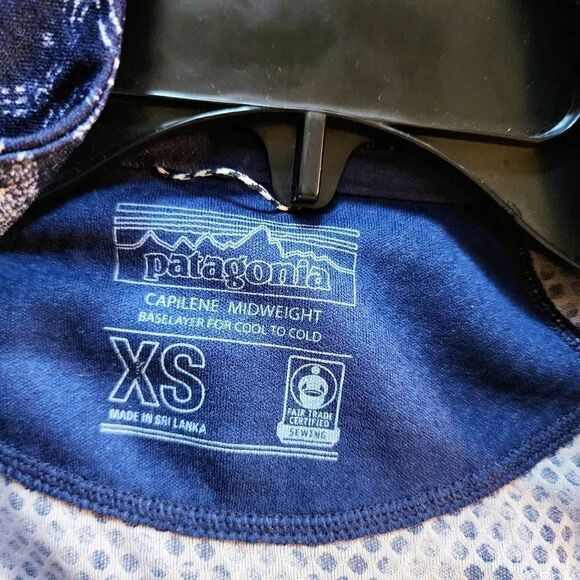 patagonia
CAPILENE MIDWEIGHT
BASELAYER FOR COOL TO COLD
XS
MADE IN SRI LANKA
FAIR TRADE
CERTIFIED
SEWING